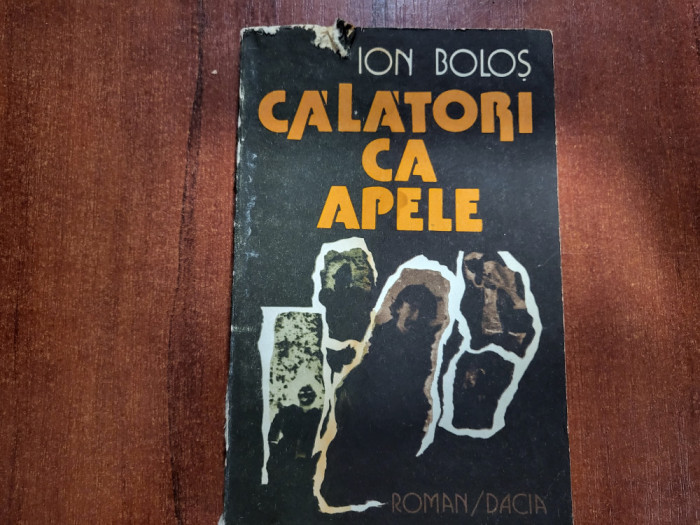 ION BOLOȘ
CĂLĂTORI
CA
APELE
ROMAN/DACIA